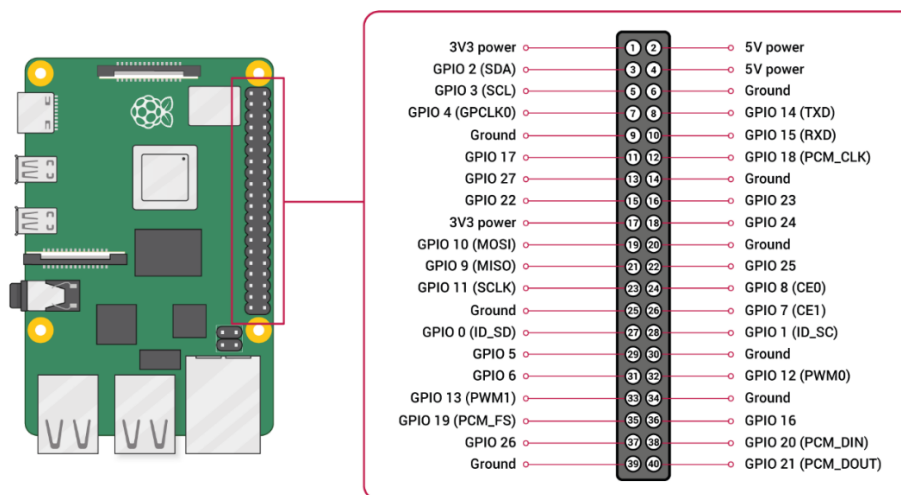 3V3 power 1 2 5V power
GPIO 2 (SDA) 3 4 5V power
GPIO 3 (SCL) 5 6 Ground
GPIO 4 (GPCLK0) 7 8 GPIO 14 (TXD)
Ground 9 10 GPIO 15 (RXD)
GPIO 17 11 12 GPIO 18 (PCM_CLK)
GPIO 27 13 14 Ground
GPIO 22 15 16 GPIO 23
3V3 power 17 18 GPIO 24
GPIO 10 (MOSI) 19 20 Ground
GPIO 9 (MISO) 21 22 GPIO 25
GPIO 11 (SCLK) 23 24 GPIO 8 (CE0)
Ground 25 26 GPIO 7 (CE1)
GPIO 0 (ID_SD) 27 28 GPIO 1 (ID_SC)
GPIO 5 29 30 Ground
GPIO 6 31 32 GPIO 12 (PWM0)
GPIO 13 (PWM1) 33 34 Ground
GPIO 19 (PCM_FS) 35 36 GPIO 16
GPIO 26 37 38 GPIO 20 (PCM_DIN)
Ground 39 40 GPIO 21 (PCM_DOUT)